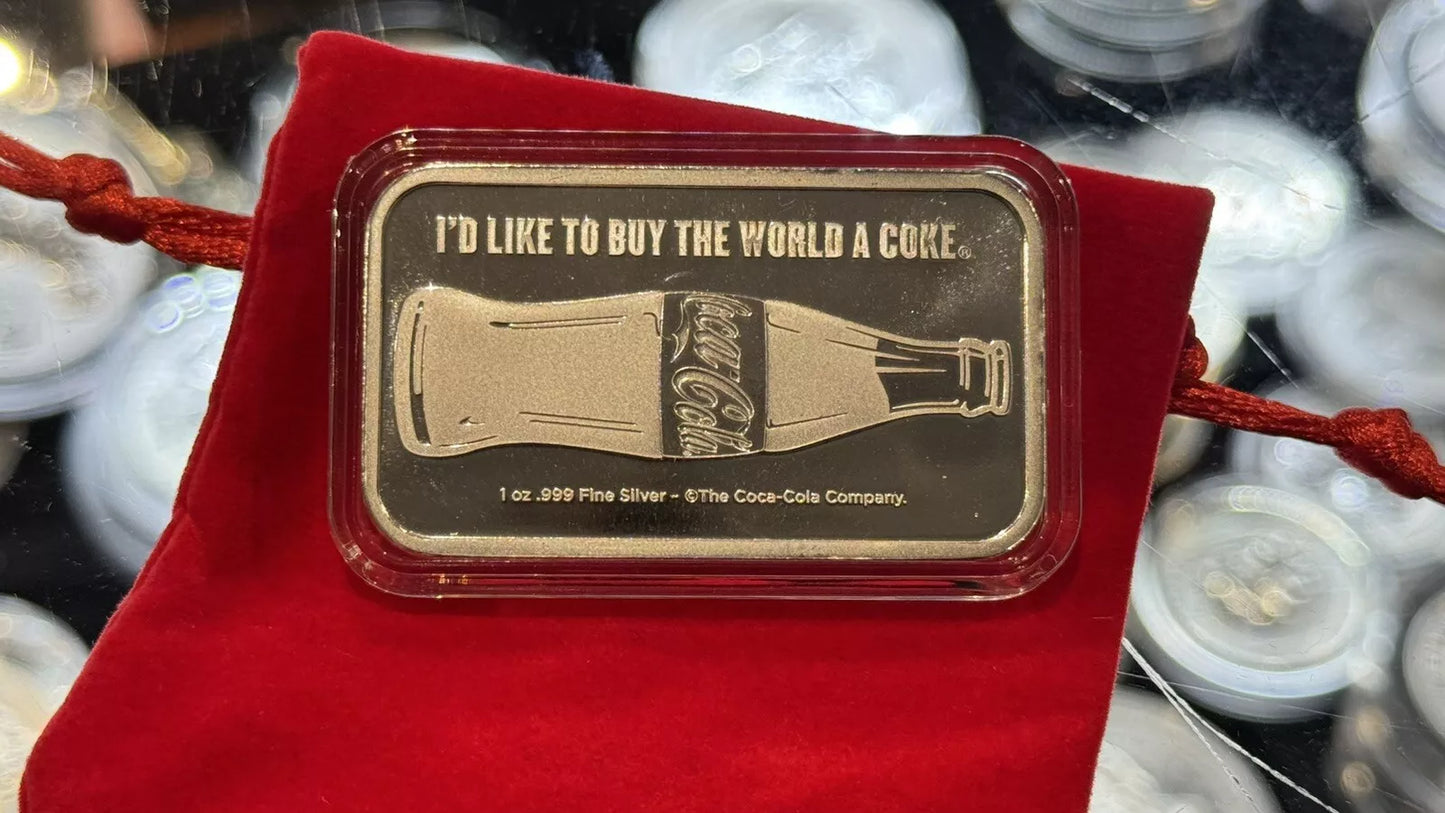 I'D LIKE TO BUY THE WORLD A COKE®
Coca-Cola
1 oz .999 Fine Silver - ©The Coca-Cola Company.